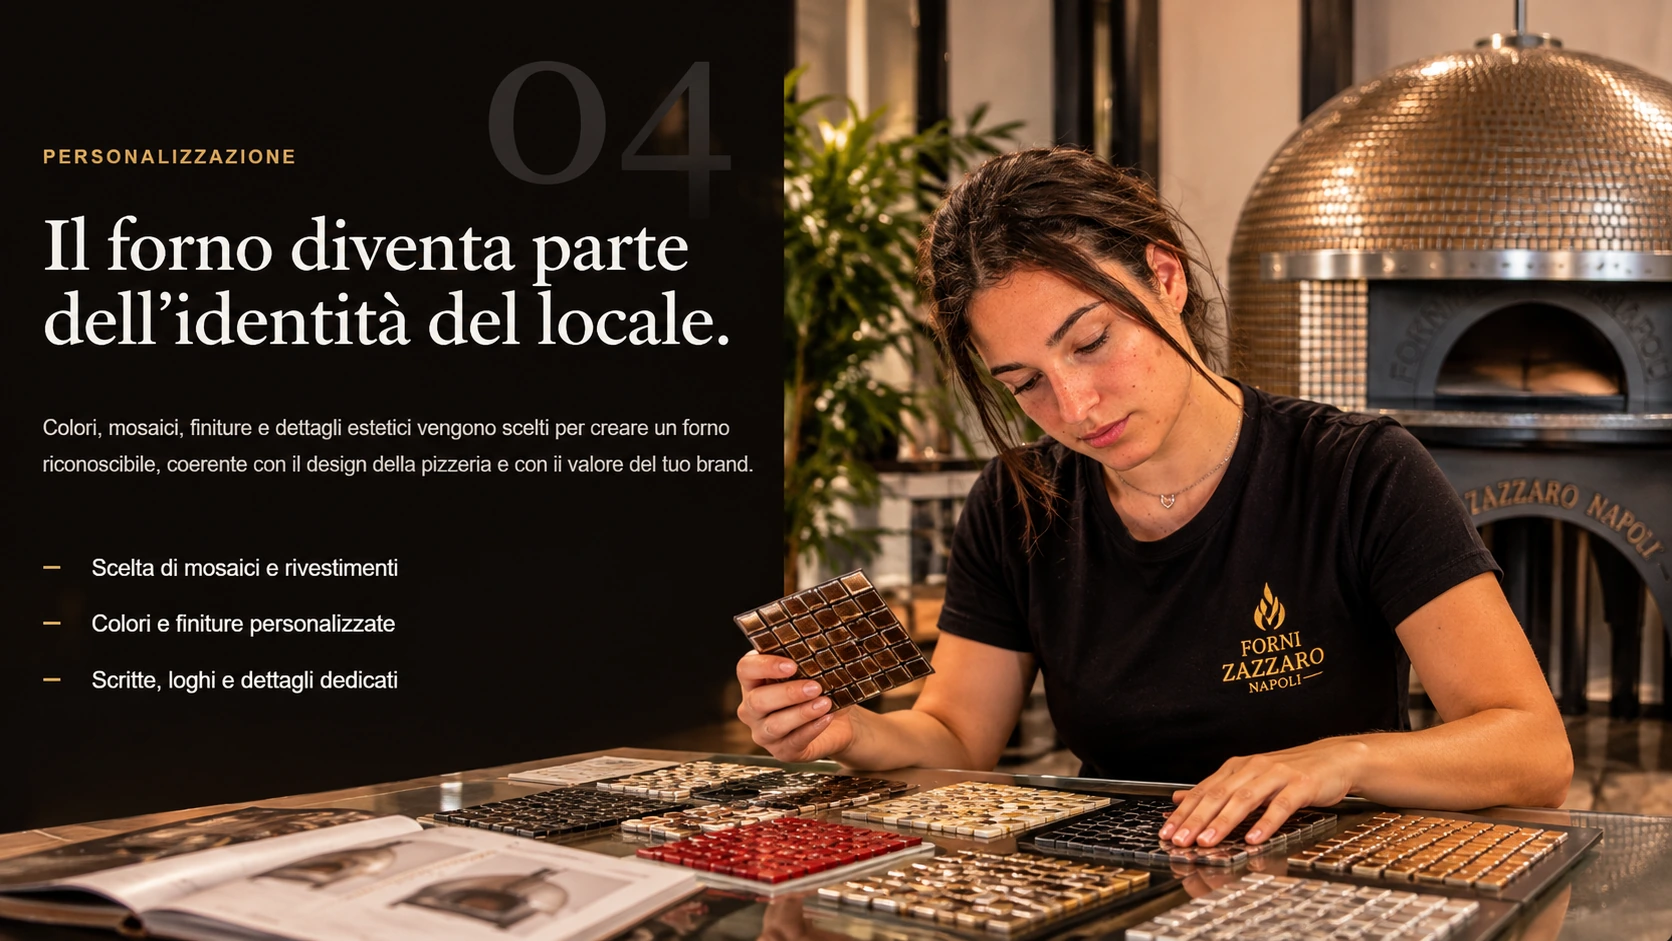 04
PERSONALIZZAZIONE
Il forno diventa parte
dell’identità del locale.
Colori, mosaici, finiture e dettagli estetici vengono scelti per creare un forno
riconoscibile, coerente con il design della pizzeria e con ii valore del tuo brand.
– Scelta di mosaici e rivestimenti
– Colori e finiture personalizzate
– Scritte, loghi e dettagli dedicati
ZAZZARO NAPOLI
FORNI
ZAZZARO
NAPOLI